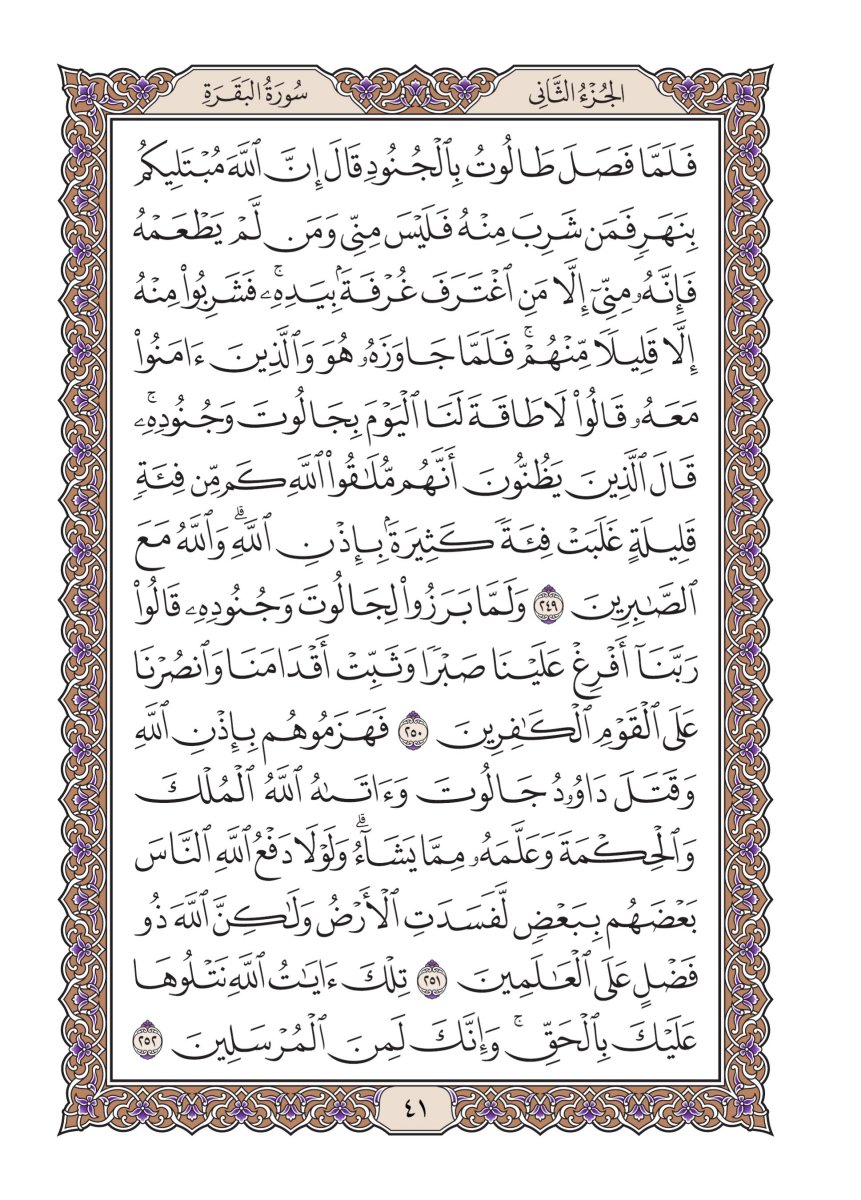 الجُزْءُ الثَّانِي
سُورَةُ البَقَرَةِ
فَلَمَّا فَصَلَ طَالُوتُ بِٱلْجُنُودِ قَالَ إِنَّ ٱللَّهَ مُبْتَلِيكُم
بِنَهَرٖ فَمَن شَرِبَ مِنْهُ فَلَيْسَ مِنِّي وَمَن لَّمْ يَطْعَمْهُ
فَإِنَّهُۥ مِنِّيٓ إِلَّا مَنِ ٱغْتَرَفَ غُرْفَةَۢ بِيَدِهِۦۚ فَشَرِبُواْ مِنْهُ
إِلَّا قَلِيلٗا مِّنْهُمْۚ فَلَمَّا جَاوَزَهُۥ هُوَ وَٱلَّذِينَ ءَامَنُواْ
مَعَهُۥ قَالُواْ لَا طَاقَةَ لَنَا ٱلْيَوْمَ بِجَالُوتَ وَجُنُودِهِۦۚ
قَالَ ٱلَّذِينَ يَظُنُّونَ أَنَّهُم مُّلَٰقُواْ ٱللَّهِ كَم مِّن فِئَةٖ
قَلِيلَةٍ غَلَبَتْ فِئَةٗ كَثِيرَةَۢ بِإِذْنِ ٱللَّهِۗ وَٱللَّهُ مَعَ
ٱلصَّٰبِرِينَ ٢٤٩ وَلَمَّا بَرَزُواْ لِجَالُوتَ وَجُنُودِهِۦ قَالُواْ
رَبَّنَآ أَفْرِغْ عَلَيْنَا صَبْرٗا وَثَبِّتْ أَقْدَامَنَا وَٱنصُرْنَا
عَلَى ٱلْقَوْمِ ٱلْكَٰفِرِينَ ٢٥٠ فَهَزَمُوهُم بِإِذْنِ ٱللَّهِ
وَقَتَلَ دَاوُۥدُ جَالُوتَ وَءَاتَىٰهُ ٱللَّهُ ٱلْمُلْكَ
وَٱلْحِكْمَةَ وَعَلَّمَهُۥ مِمَّا يَشَآءُۗ وَلَوْلَا دَفْعُ ٱللَّهِ ٱلنَّاسَ
بَعْضَهُم بِبَعْضٖ لَّفَسَدَتِ ٱلْأَرْضُ وَلَٰكِنَّ ٱللَّهَ ذُو
فَضْلٍ عَلَى ٱلْعَٰلَمِينَ ٢٥١ تِلْكَ ءَايَٰتُ ٱللَّهِ نَتْلُوهَا
عَلَيْكَ بِٱلْحَقِّۚ وَإِنَّكَ لَمِنَ ٱلْمُرْسَلِينَ ٢٥٢
٤١